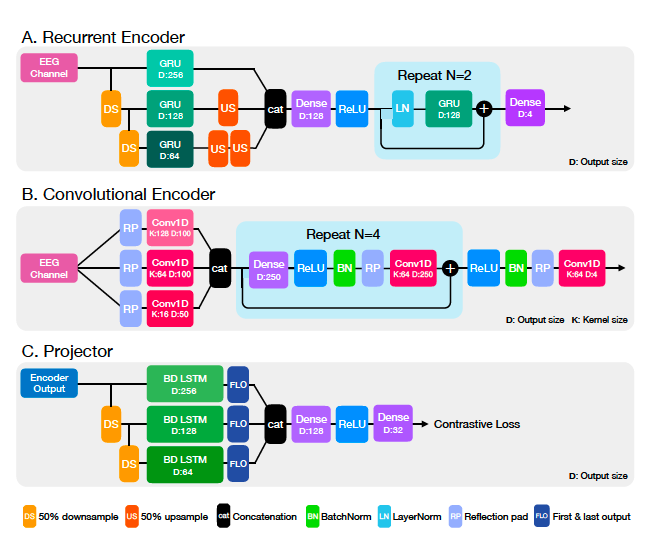 A. Recurrent Encoder
EEG
Channel
GRU
D:256
DS
GRU
D:128
US
DS
GRU
D:64
US
US
cat
Dense
D:128
ReLU
Repeat N=2
LN
GRU
D:128
+
Dense
D:4
D: Output size
B. Convolutional Encoder
EEG
Channel
RP
Conv1D
K:128 D:100
RP
Conv1D
K:64 D:100
RP
Conv1D
K:16 D:50
cat
Repeat N=4
Dense
D:250
ReLU
BN
RP
Conv1D
K:64 D:250
+
ReLU
BN
RP
Conv1D
K:64 D:4
D: Output size K: Kernel size
C. Projector
Encoder
Output
BD LSTM
D:256
FLO
DS
BD LSTM
D:128
FLO
DS
BD LSTM
D:64
FLO
cat
Dense
D:128
ReLU
Dense
D:32
Contrastive Loss
D: Output size
DS 50% downsample
US 50% upsample
cat Concatenation
BN BatchNorm
LN LayerNorm
RP Reflection pad
FLO First & last output